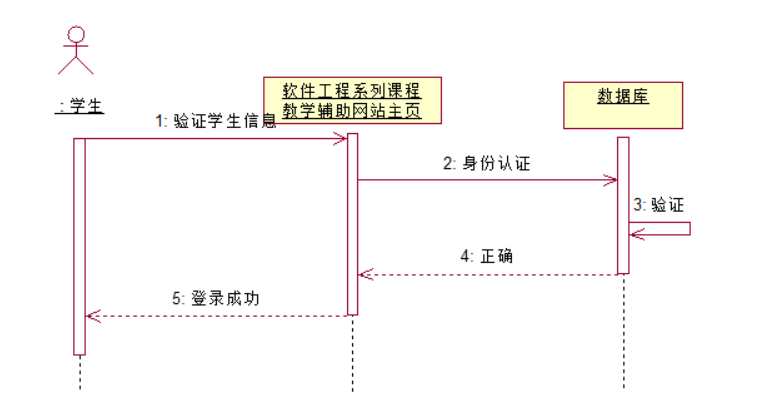 软件工程系列课程
教学辅助网站主页
数据库
: 学生
1: 验证学生信息
2: 身份认证
3: 验证
4: 正确
5: 登录成功